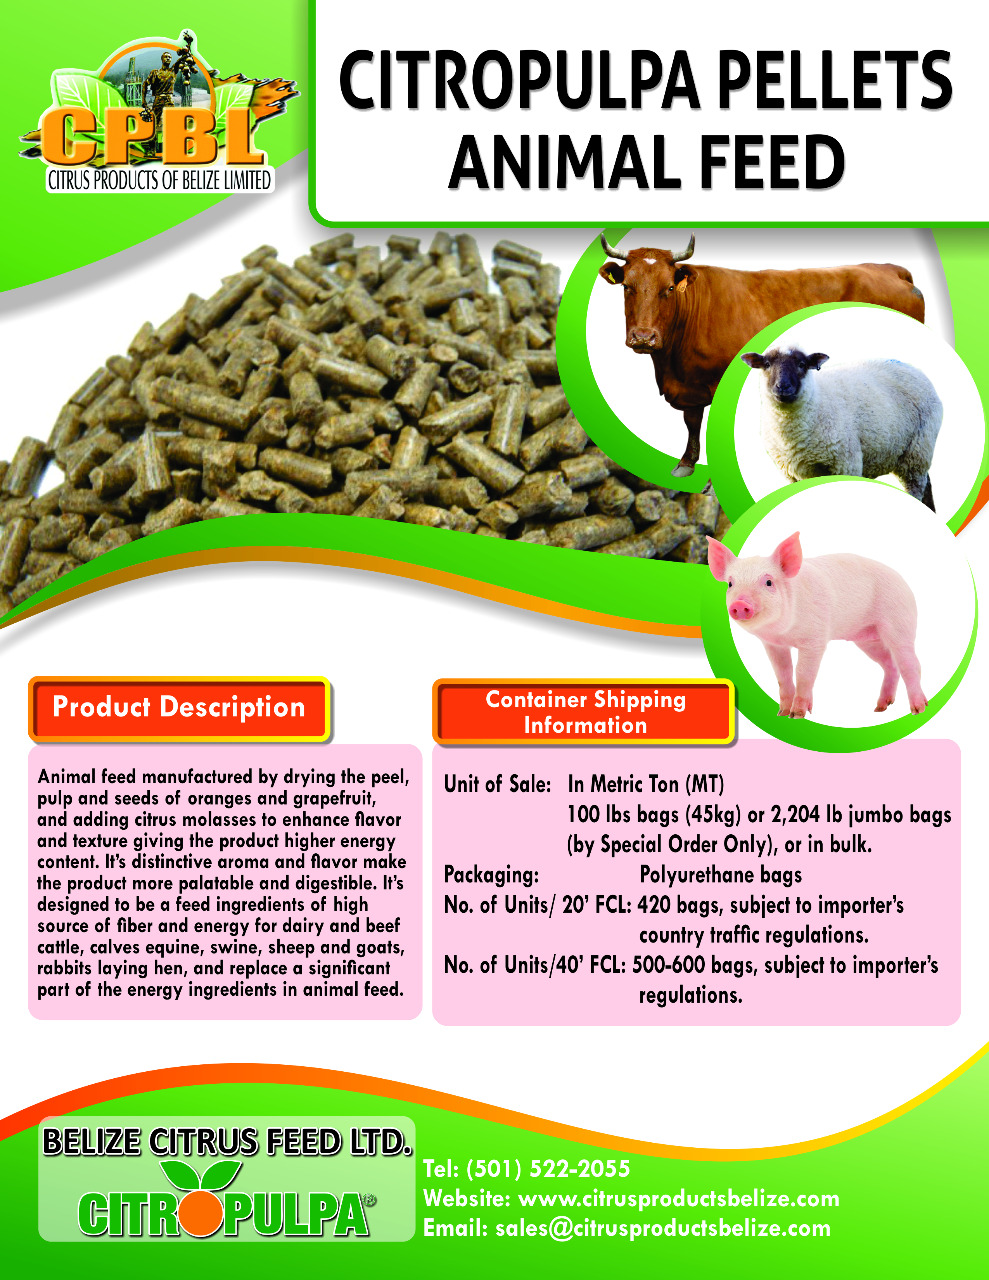 CPBL
CITRUS PRODUCTS OF BELIZE LIMITED
CITROPULPA PELLETS
ANIMAL FEED
Product Description
Animal feed manufactured by drying the peel,
pulp and seeds of oranges and grapefruit,
and adding citrus molasses to enhance flavor
and texture giving the product higher energy
content. It's distinctive aroma and flavor make
the product more palatable and digestible. It's
designed to be a feed ingredients of high
source of fiber and energy for dairy and beef
cattle, calves equine, swine, sheep and goats,
rabbits laying hen, and replace a significant
part of the energy ingredients in animal feed.
Container Shipping
Information
Unit of Sale: In Metric Ton (MT)
100 lbs bags (45kg) or 2,204 lb jumbo bags
(by Special Order Only), or in bulk.
Packaging: Polyurethane bags
No. of Units/ 20' FCL: 420 bags, subject to importer's
country traffic regulations.
No. of Units/40' FCL: 500-600 bags, subject to importer's
regulations.
BELIZE CITRUS FEED LTD.
CITROPULPA®
Tel: (501) 522-2055
Website: www.citrusproductsbelize.com
Email: sales@citrusproductsbelize.com